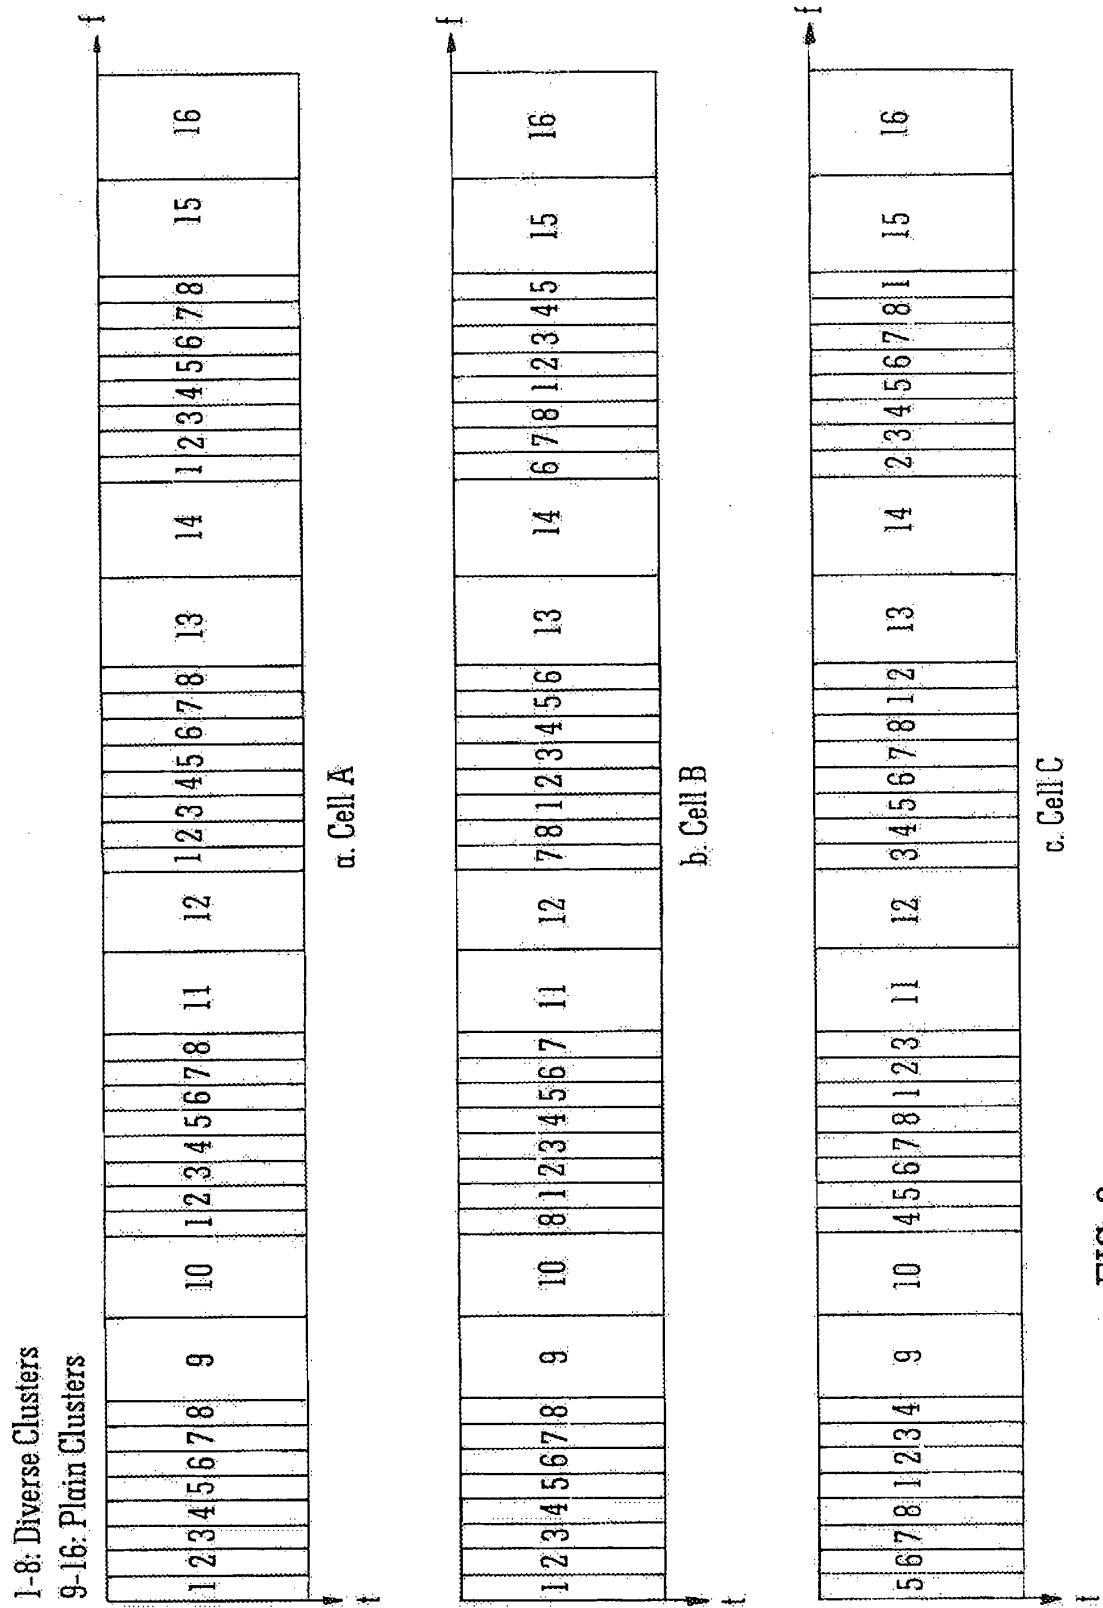 1-8: Diverse Clusters
9-16: Plain Clusters
1 2 3 4 5 6 7 8 9 10 1 2 3 4 5 6 7 8 11 12 1 2 3 4 5 6 7 8 13 14 1 2 3 4 5 6 7 8 15 16 f
t
a. Cell A
1 2 3 4 5 6 7 8 9 10 8 1 2 3 4 5 6 7 11 12 7 8 1 2 3 4 5 6 13 14 6 7 8 1 2 3 4 5 15 16 f
t
b. Cell B
5 6 7 8 1 2 3 4 9 10 4 5 6 7 8 1 2 3 11 12 3 4 5 6 7 8 1 2 13 14 2 3 4 5 6 7 8 1 15 16 f
t
c. Cell C